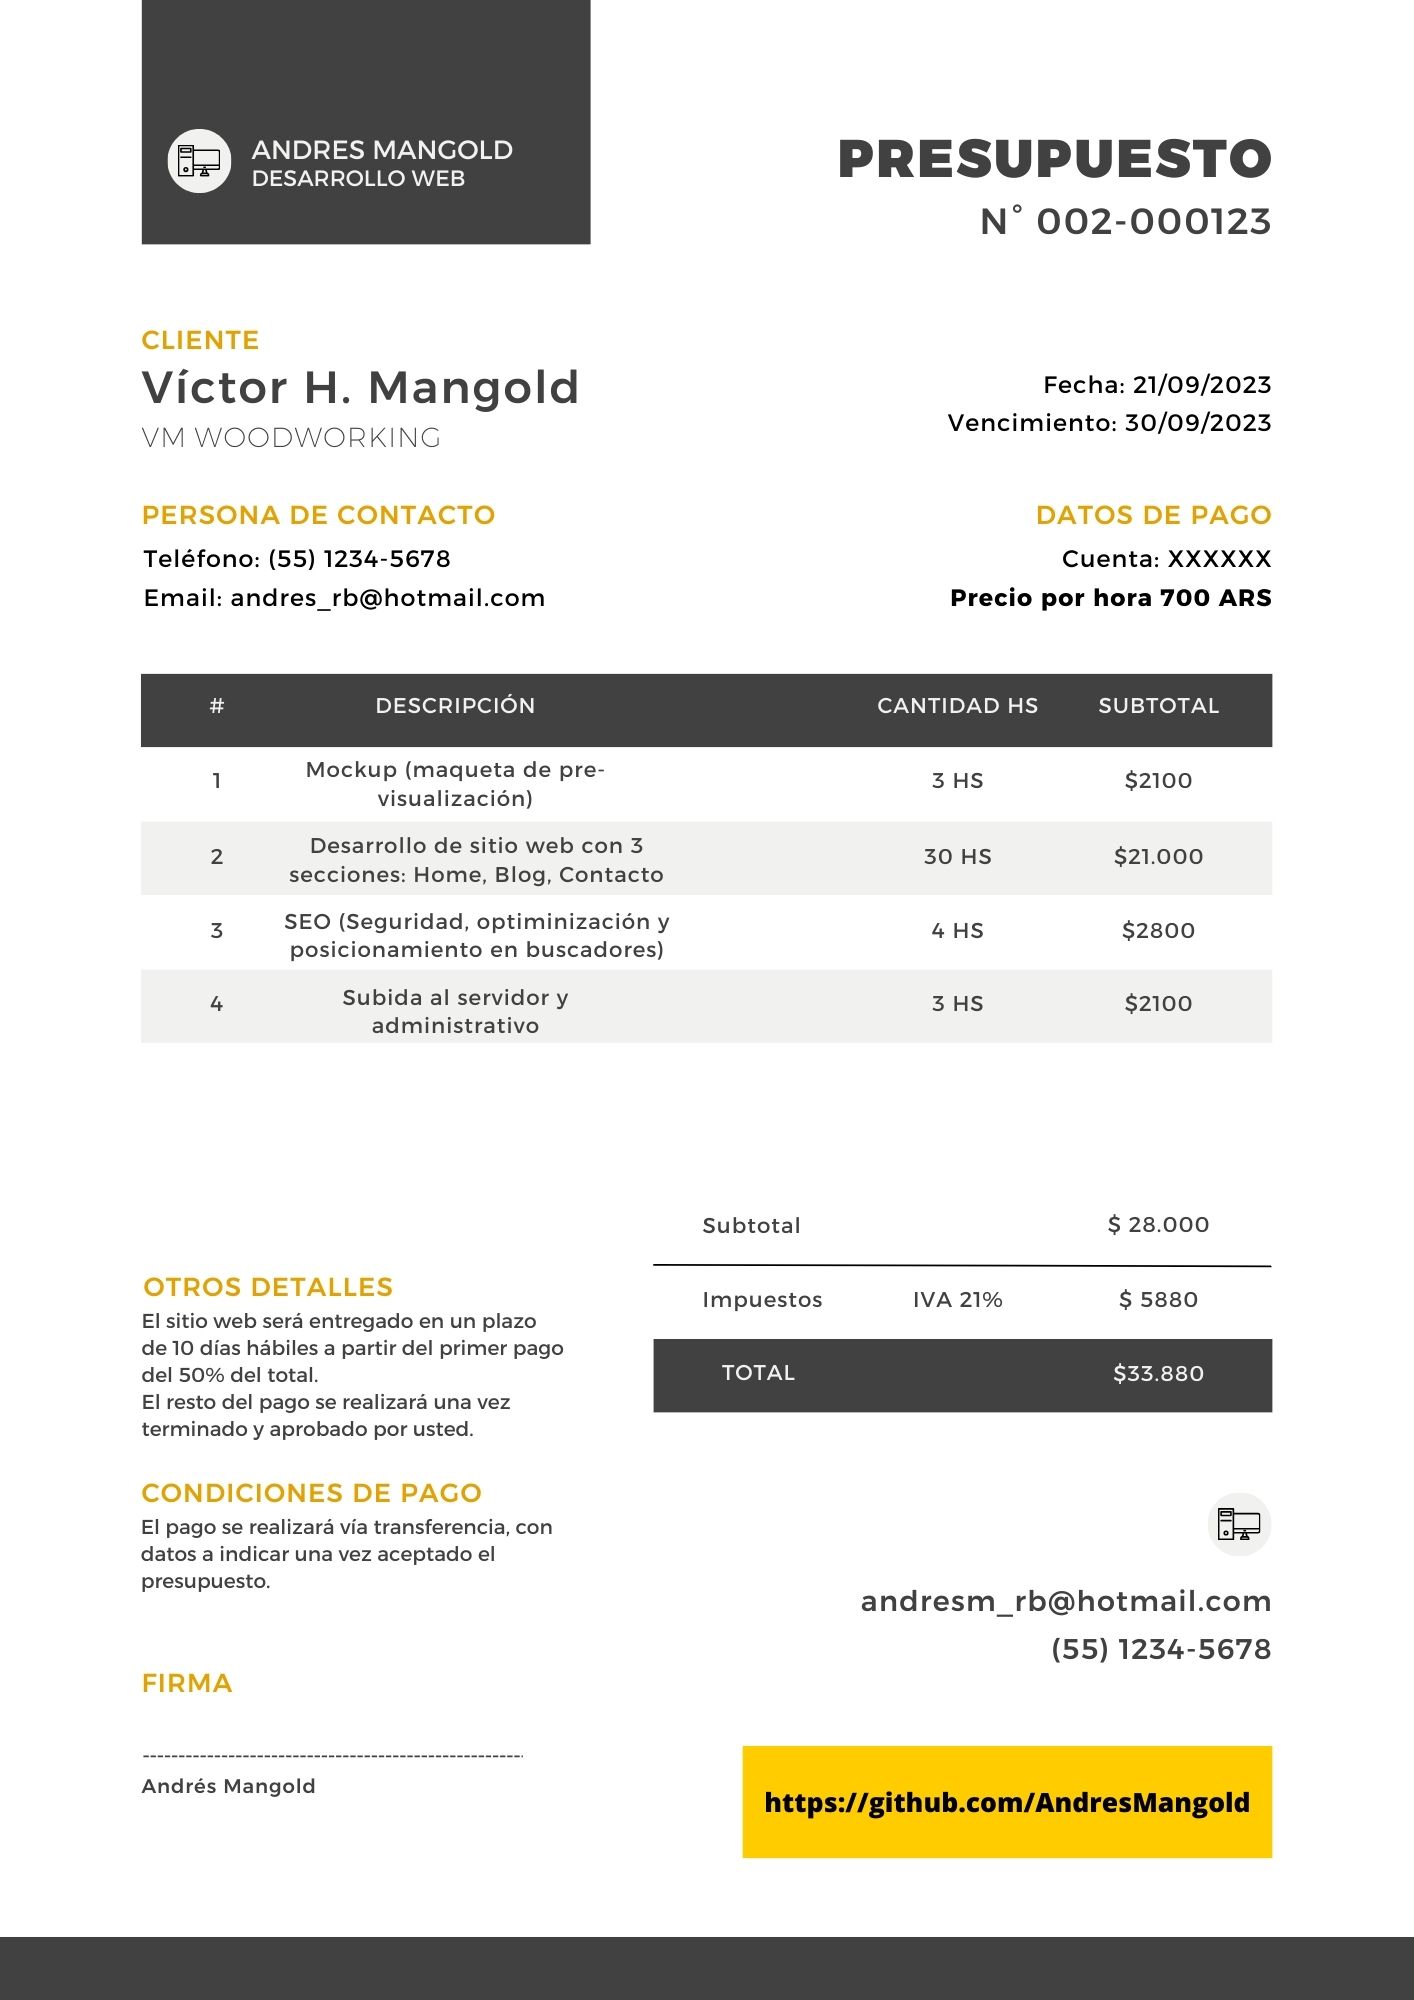 ANDRES MANGOLD
DESARROLLO WEB
PRESUPUESTO
N° 002-000123
CLIENTE
Víctor H. Mangold
VM WOODWORKING
Fecha: 21/09/2023
Vencimiento: 30/09/2023
PERSONA DE CONTACTO
Teléfono: (55) 1234-5678
Email: andres_rb@hotmail.com
DATOS DE PAGO
Cuenta: XXXXXX
Precio por hora 700 ARS
# DESCRIPCIÓN CANTIDAD HS SUBTOTAL
1 Mockup (maqueta de pre-
visualización) 3 HS $2100
2 Desarrollo de sitio web con 3
secciones: Home, Blog, Contacto 30 HS $21.000
3 SEO (Seguridad, optiminización y
posicionamiento en buscadores) 4 HS $2800
4 Subida al servidor y
administrativo 3 HS $2100
Subtotal $ 28.000
Impuestos IVA 21% $ 5880
TOTAL $33.880
OTROS DETALLES
El sitio web será entregado en un plazo
de 10 días hábiles a partir del primer pago
del 50% del total.
El resto del pago se realizará una vez
terminado y aprobado por usted.
CONDICIONES DE PAGO
El pago se realizará vía transferencia, con
datos a indicar una vez aceptado el
presupuesto.
andresm_rb@hotmail.com
(55) 1234-5678
FIRMA
Andrés Mangold
https://github.com/AndresMangold